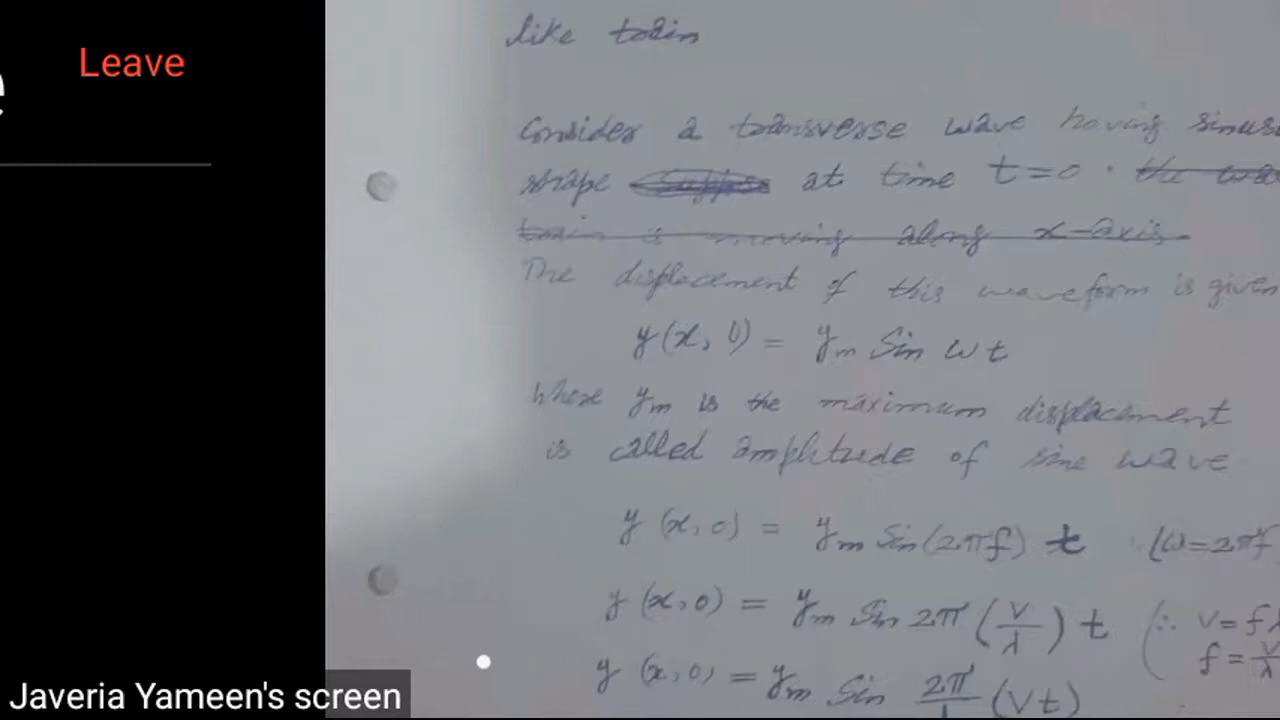 e
Leave
like train
Consider a transverse wave having sinus
shape at time t=0. the wa
train is moving along x-axis
The displacement of this waveform is given
y(x, 0) = ym Sin ωt
Where ym is the maximum displacement
is called amplitude of sine wave
y (x, 0) = ym Sin(2πf) t (ω=2πf
y (x, 0) = ym Sin 2π (v/λ) t (∴ v= fλ
f = v/λ
y (x, 0) = ym Sin 2π/λ (vt)
Javeria Yameen's screen